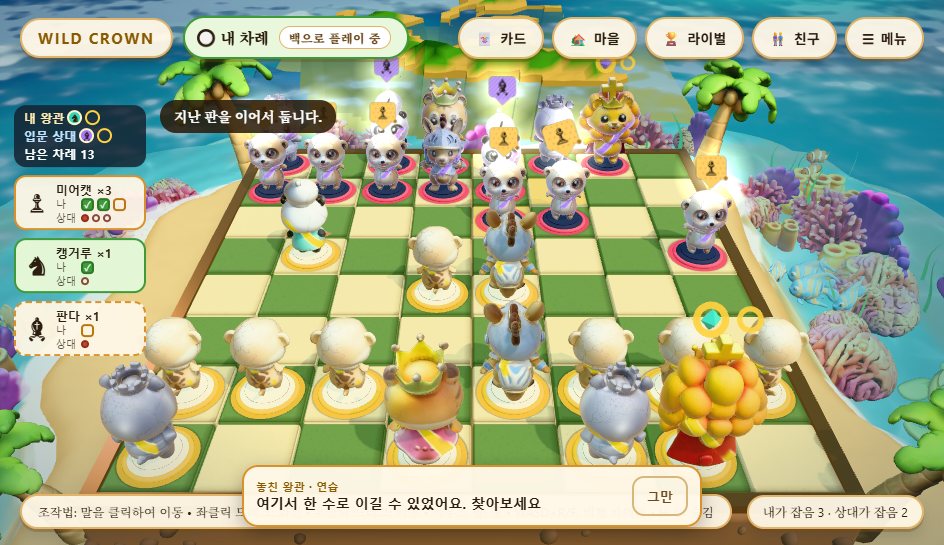 WILD CROWN
내 차례
백으로 플레이 중
카드
마을
라이벌
친구
메뉴
내 왕관
입문 상대
남은 차례 13
지난 판을 이어서 둡니다.
미어캣 ×3
나
상대
캥거루 ×1
나
상대
판다 ×1
나
상대
놓친 왕관 · 연습
여기서 한 수로 이길 수 있었어요. 찾아보세요
그만
조작법: 말을 클릭하여 이동 • 좌클릭
내가 잡음 3 · 상대가 잡음 2